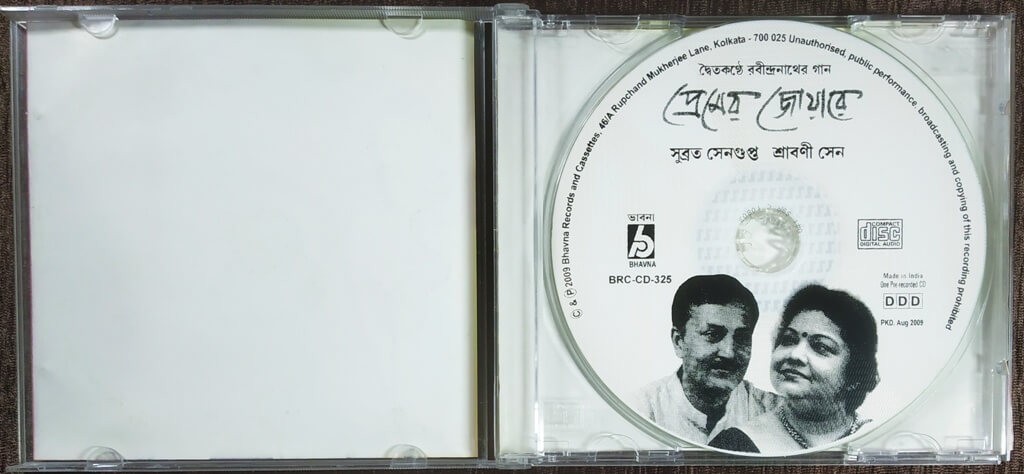 © & ℗ 2009 Bhavna Records and Cassettes, 46/A Rupchand Mukherjee Lane, Kolkata - 700 025 Unauthorised, public performance, broadcasting and copying of this recording prohibited
দ্বৈতকণ্ঠে রবীন্দ্রনাথের গান
প্রেমের জোয়ারে
সুব্রত সেনগুপ্ত শ্রাবণী সেন
ভাবনা
BHAVNA
BRC-CD-325
COMPACT
disc
DIGITAL AUDIO
Made in India
One Pre-recorded CD
DDD
PKD. Aug 2009